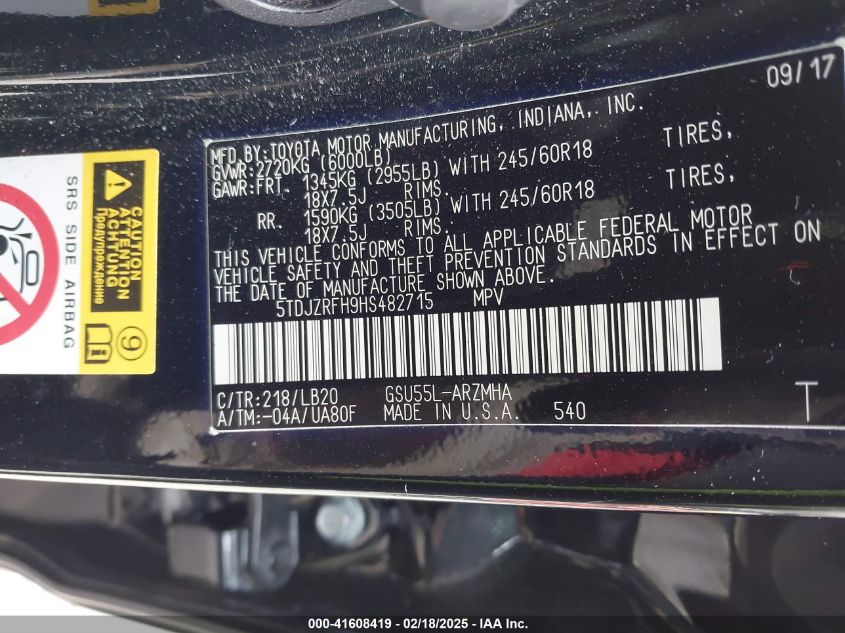 09/17
MFD.BY:TOYOTA MOTOR MANUFACTURING, INDIANA, INC.
GVWR:2720KG (6000LB)
GAWR:FRT. 1345KG (2955LB) WITH 245/60R18 TIRES,
18X7.5J RIMS.
RR. 1590KG (3505LB) WITH 245/60R18 TIRES,
18X7.5J RIMS.
THIS VEHICLE CONFORMS TO ALL APPLICABLE FEDERAL MOTOR
VEHICLE SAFETY AND THEFT PREVENTION STANDARDS IN EFFECT ON
THE DATE OF MANUFACTURE SHOWN ABOVE.
5TDJZRFH9HS482715 MPV
C/TR:218/LB20 GSU55L-ARZMHA
A/TM:-04A/UA80F MADE IN U.S.A. 540
T
SRS SIDE AIRBAG
CAUTION
ATTENTION
ACHTUNG
Предупреждение
9
000-41608419 - 02/18/2025 - IAA Inc.